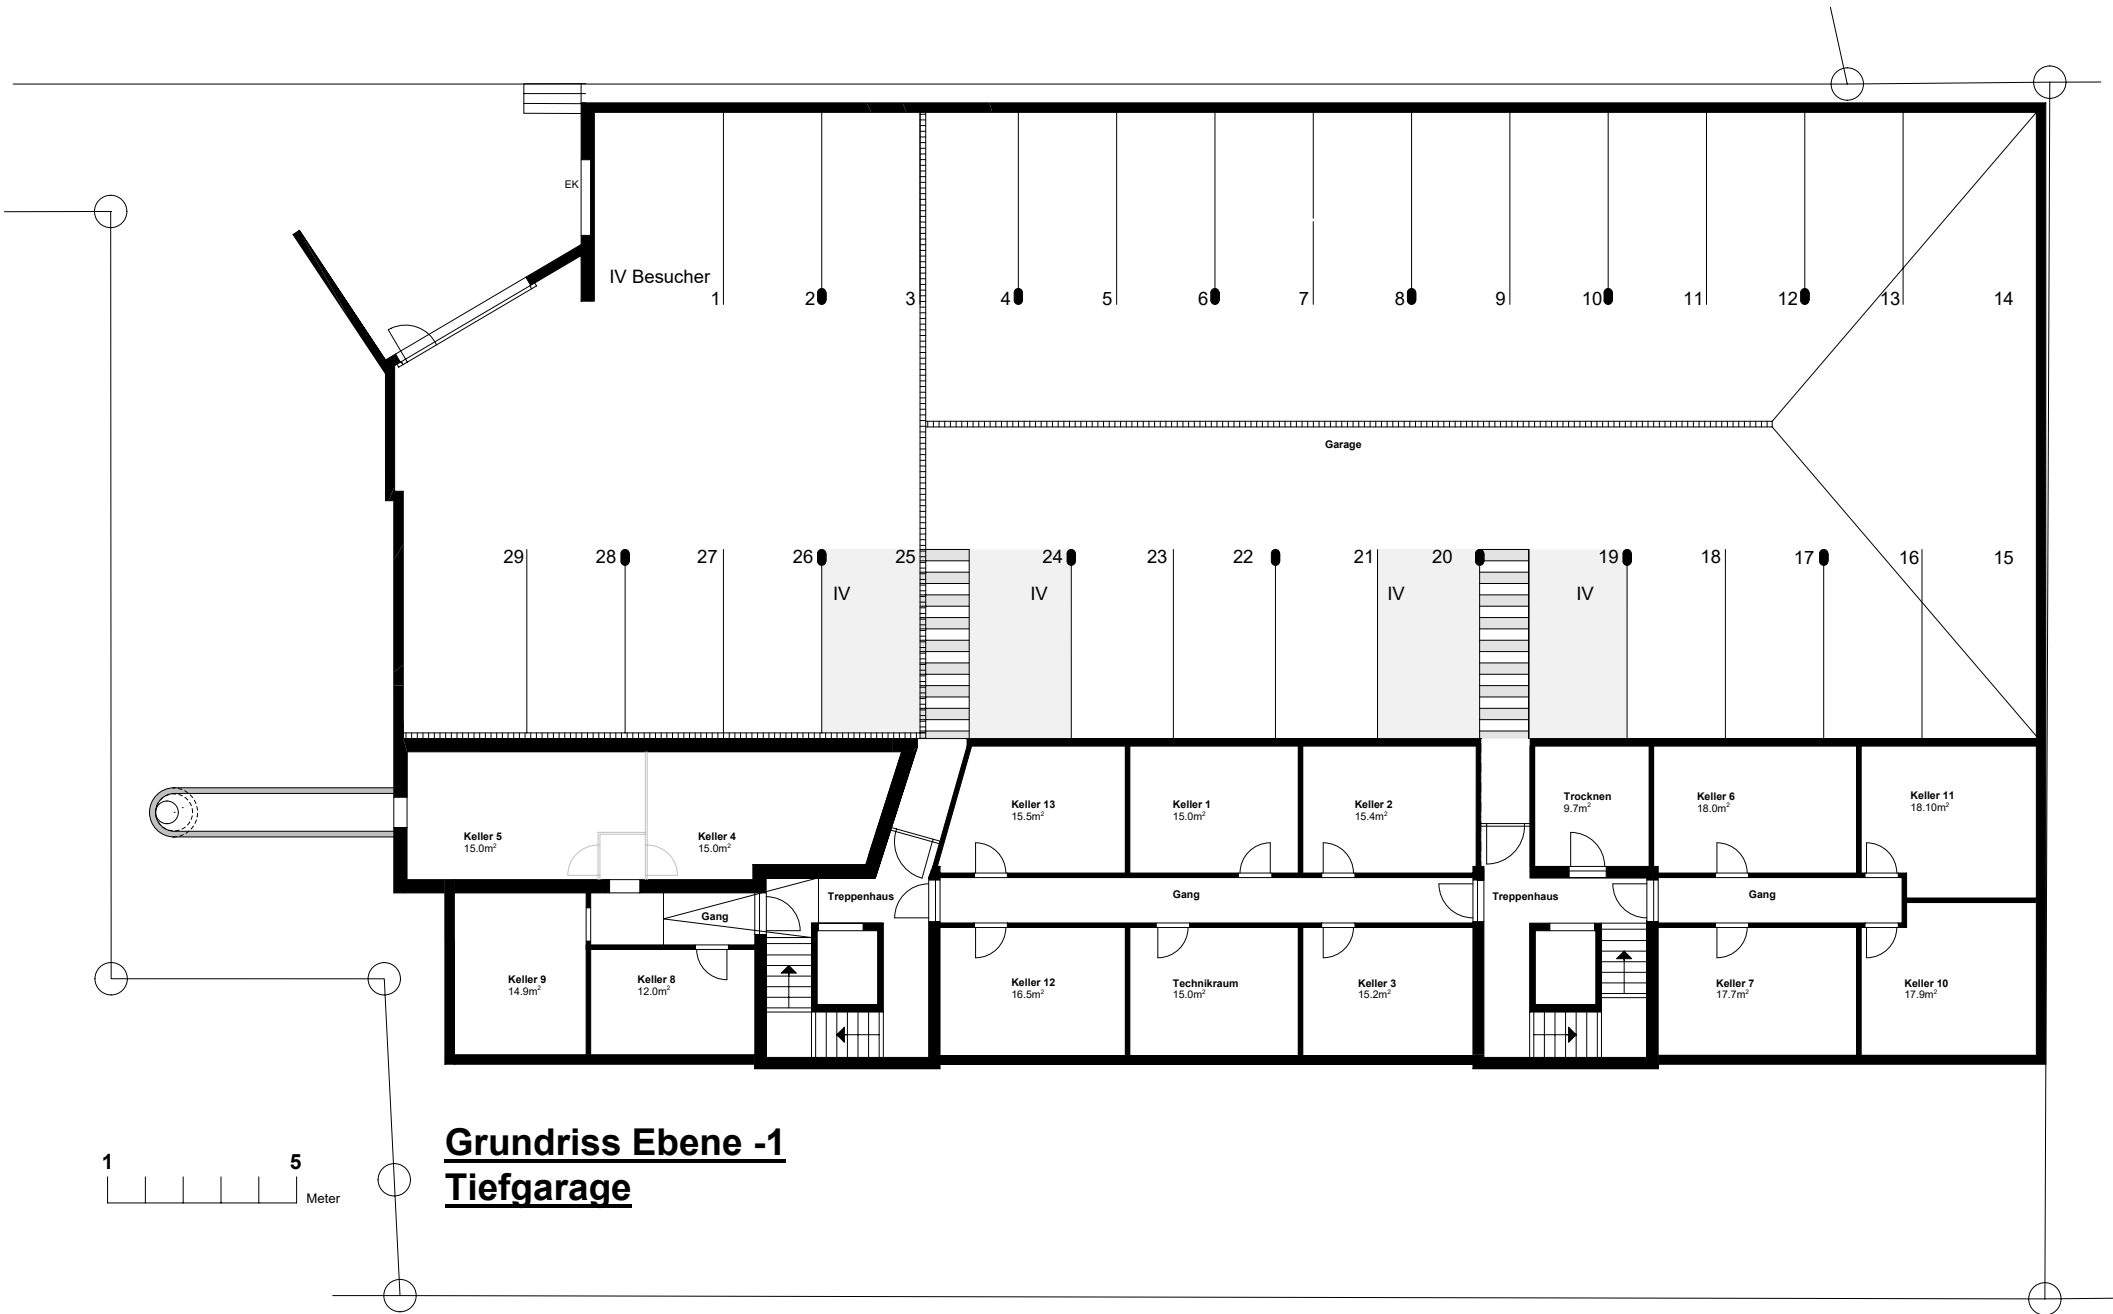 EK
IV Besucher
1 2 3 4 5 6 7 8 9 10 11 12 13 14
Garage
29 28 27 26 25 24 23 22 21 20 19 18 17 16 15
IV IV IV IV
Keller 13
15.5m²
Keller 1
15.0m²
Keller 2
15.4m²
Trocknen
9.7m²
Keller 6
18.0m²
Keller 11
18.10m²
Keller 5
15.0m²
Keller 4
15.0m²
Gang
Treppenhaus
Gang
Treppenhaus
Gang
Keller 9
14.9m²
Keller 8
12.0m²
Keller 12
16.5m²
Technikraum
15.0m²
Keller 3
15.2m²
Keller 7
17.7m²
Keller 10
17.9m²
Grundriss Ebene -1
Tiefgarage
1 5
Meter